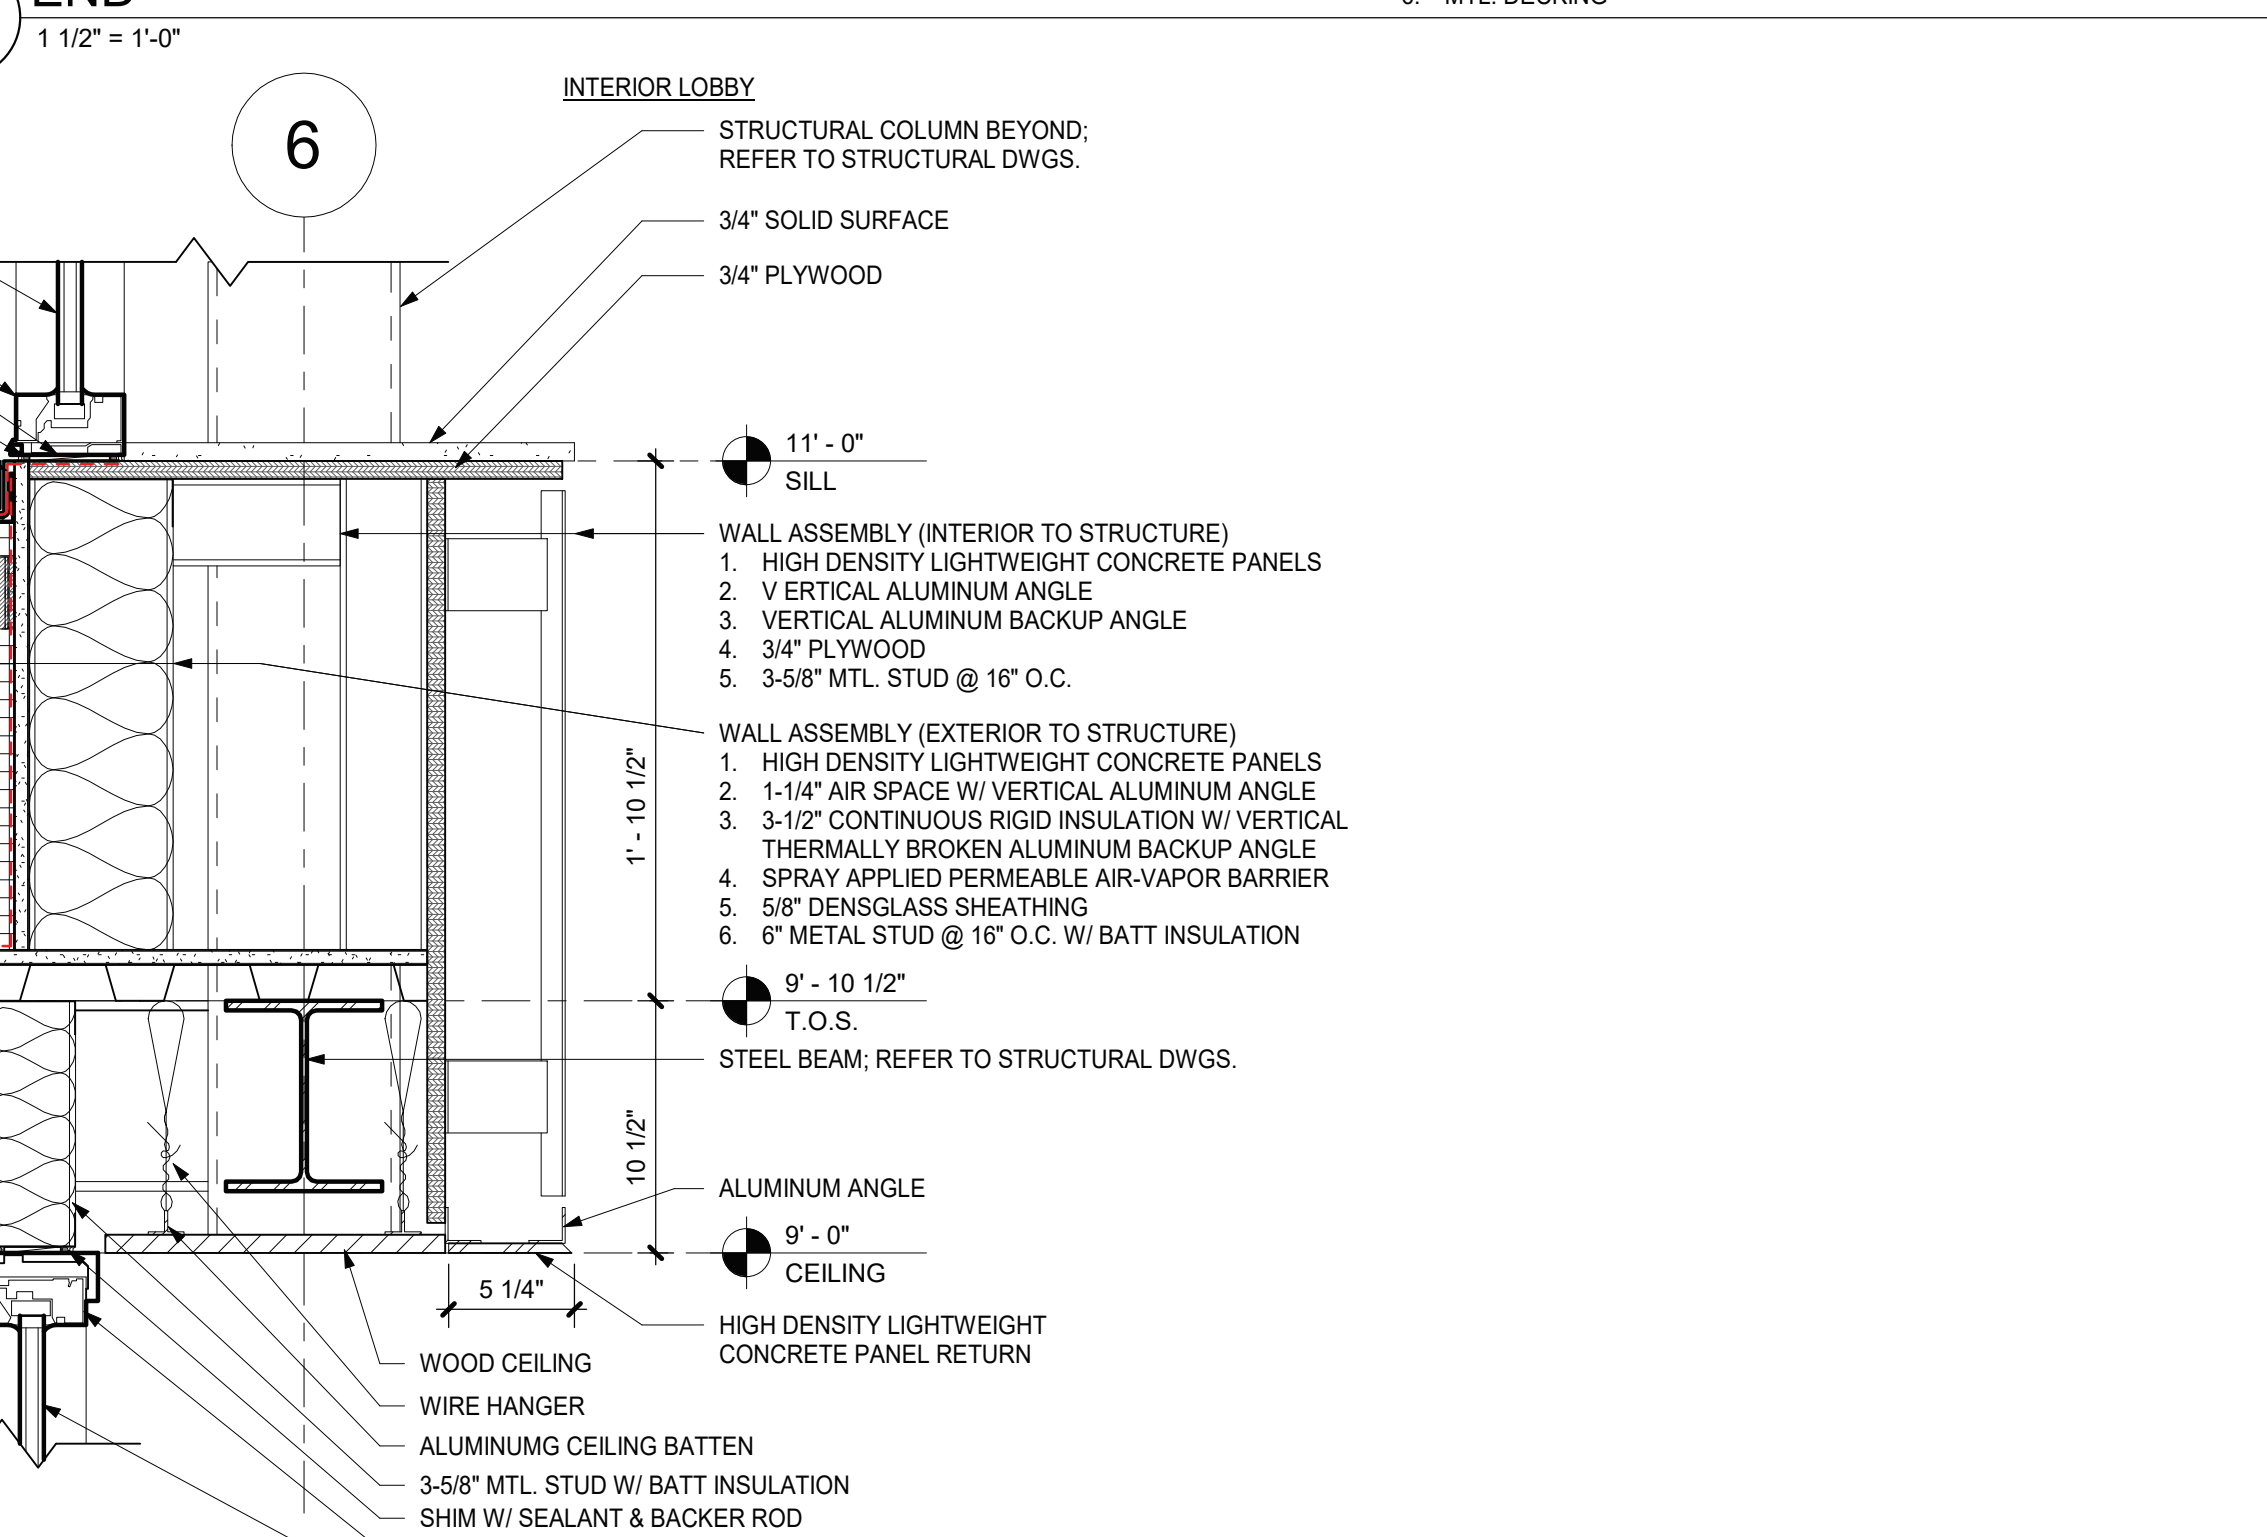 END
1 1/2" = 1'-0"
MTL. DECKING
6
INTERIOR LOBBY
STRUCTURAL COLUMN BEYOND;
REFER TO STRUCTURAL DWGS.
3/4" SOLID SURFACE
3/4" PLYWOOD
11' - 0"
SILL
WALL ASSEMBLY (INTERIOR TO STRUCTURE)
1. HIGH DENSITY LIGHTWEIGHT CONCRETE PANELS
2. V ERTICAL ALUMINUM ANGLE
3. VERTICAL ALUMINUM BACKUP ANGLE
4. 3/4" PLYWOOD
5. 3-5/8" MTL. STUD @ 16" O.C.
WALL ASSEMBLY (EXTERIOR TO STRUCTURE)
1. HIGH DENSITY LIGHTWEIGHT CONCRETE PANELS
2. 1-1/4" AIR SPACE W/ VERTICAL ALUMINUM ANGLE
3. 3-1/2" CONTINUOUS RIGID INSULATION W/ VERTICAL
THERMALLY BROKEN ALUMINUM BACKUP ANGLE
4. SPRAY APPLIED PERMEABLE AIR-VAPOR BARRIER
5. 5/8" DENSGLASS SHEATHING
6. 6" METAL STUD @ 16" O.C. W/ BATT INSULATION
1' - 10 1/2"
9' - 10 1/2"
T.O.S.
STEEL BEAM; REFER TO STRUCTURAL DWGS.
10 1/2"
ALUMINUM ANGLE
9' - 0"
CEILING
5 1/4"
HIGH DENSITY LIGHTWEIGHT
CONCRETE PANEL RETURN
WOOD CEILING
WIRE HANGER
ALUMINUMG CEILING BATTEN
3-5/8" MTL. STUD W/ BATT INSULATION
SHIM W/ SEALANT & BACKER ROD